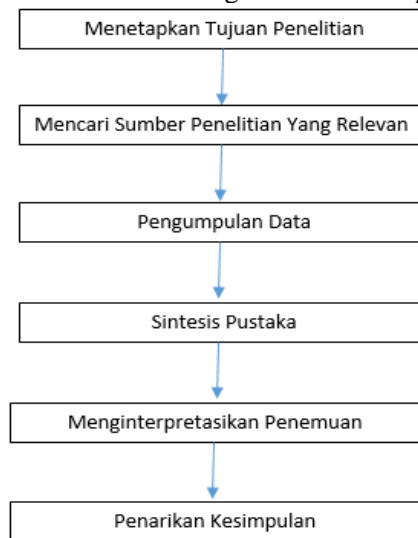 Menetapkan Tujuan Penelitian
Mencari Sumber Penelitian Yang Relevan
Pengumpulan Data
Sintesis Pustaka
Menginterpretasikan Penemuan
Penarikan Kesimpulan